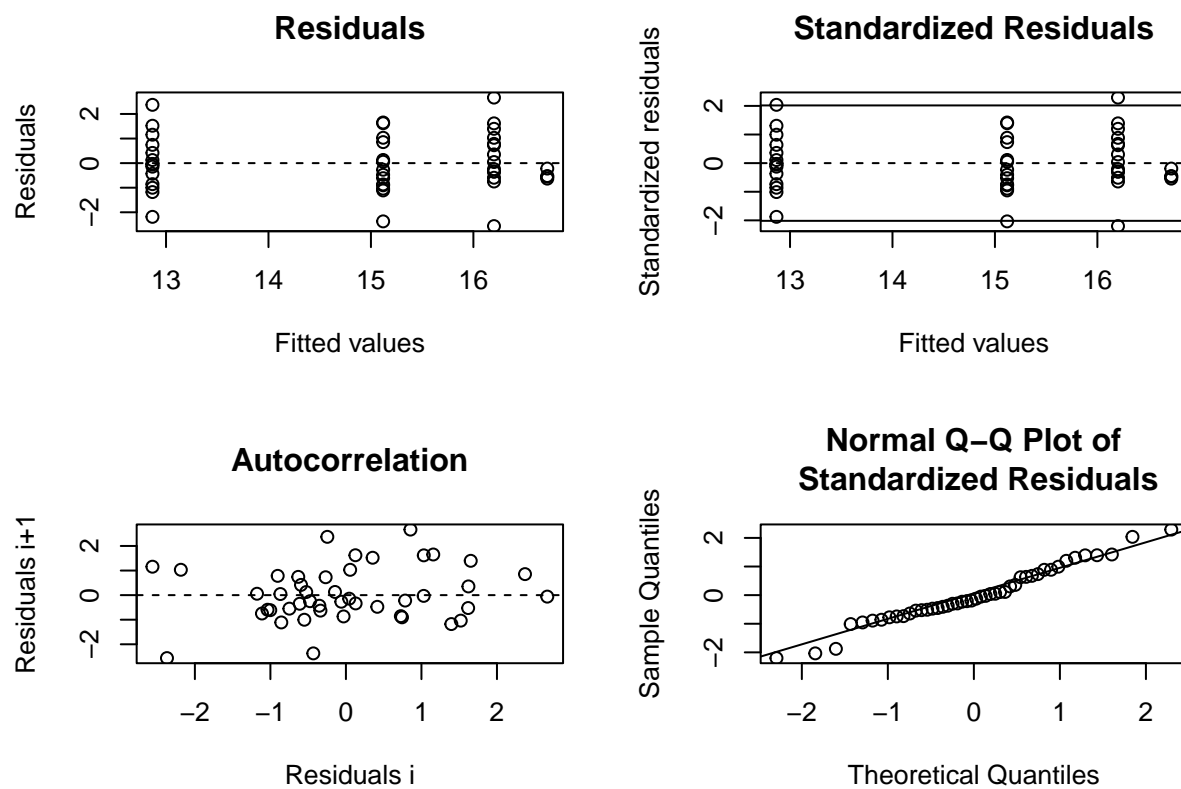 Residuals
Residuals
2
0
−2
13
14
15
16
Fitted values
Standardized Residuals
Standardized residuals
2
0
−2
13
14
15
16
Fitted values
Autocorrelation
Residuals i+1
2
0
−2
−2
−1
0
1
2
Residuals i
Normal Q−Q Plot of
Standardized Residuals
Sample Quantiles
2
0
−2
−2
−1
0
1
2
Theoretical Quantiles